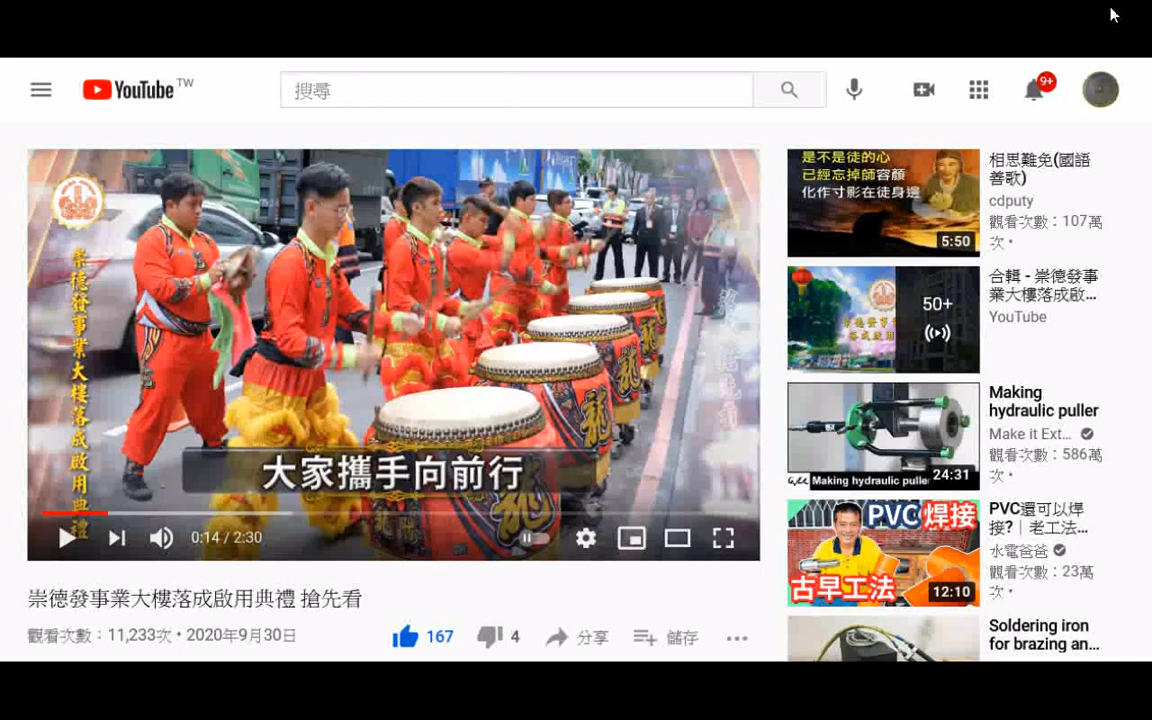 YouTube TW
搜尋
9+
崇德發事業大樓落成啟用典禮
龍
龍
龍
大家攜手向前行
0:14 / 2:30
崇德發事業大樓落成啟用典禮 搶先看
觀看次數：11,233次 • 2020年9月30日
167
4
分享
儲存
是不是徒的心
已經忘掉師容顏
化作寸影在徒身邊
5:50
相思難免(國語
善歌)
cdputy
觀看次數：107萬
次 •
50+
合輯 - 崇德發事
業大樓落成啟...
YouTube
Making hydraulic pulle
24:31
Making
hydraulic puller
Make it Ext...
觀看次數：586萬
次 •
PVC焊接
古早工法
12:10
PVC還可以焊
接?｜老工法...
水電爸爸
觀看次數：23萬
次 •
Soldering iron
for brazing an...